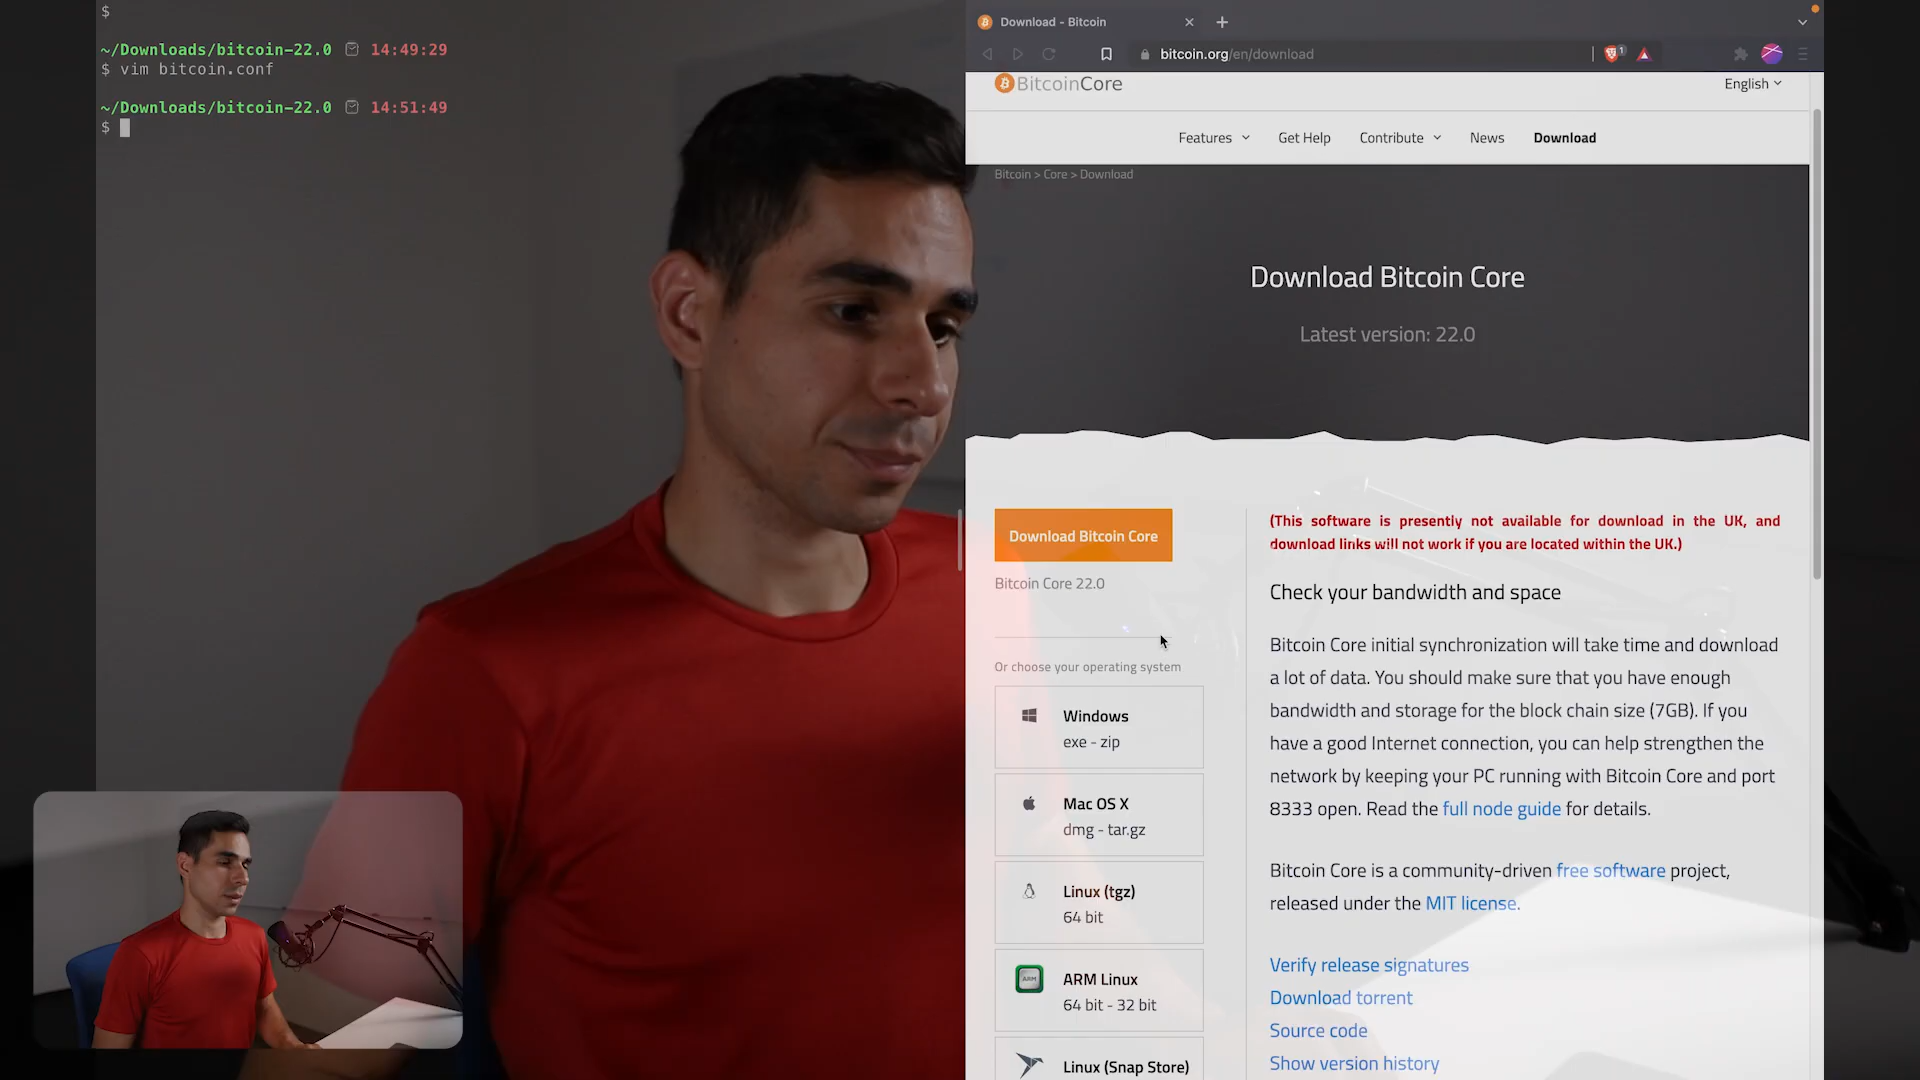 $
~/Downloads/bitcoin-22.0 14:49:29
$ vim bitcoin.conf
~/Downloads/bitcoin-22.0 14:51:49
$
Download - Bitcoin
bitcoin.org/en/download
1
BitcoinCore
English
Features
Get Help
Contribute
News
Download
Bitcoin > Core > Download
Download Bitcoin Core
Latest version: 22.0
Download Bitcoin Core
Bitcoin Core 22.0
Or choose your operating system
Windows
exe - zip
Mac OS X
dmg - tar.gz
Linux (tgz)
64 bit
ARM
ARM Linux
64 bit - 32 bit
Linux (Snap Store)
(This software is presently not available for download in the UK, and
download links will not work if you are located within the UK.)
Check your bandwidth and space
Bitcoin Core initial synchronization will take time and download
a lot of data. You should make sure that you have enough
bandwidth and storage for the block chain size (7GB). If you
have a good Internet connection, you can help strengthen the
network by keeping your PC running with Bitcoin Core and port
8333 open. Read the full node guide for details.
Bitcoin Core is a community-driven free software project,
released under the MIT license.
Verify release signatures
Download torrent
Source code
Show version history